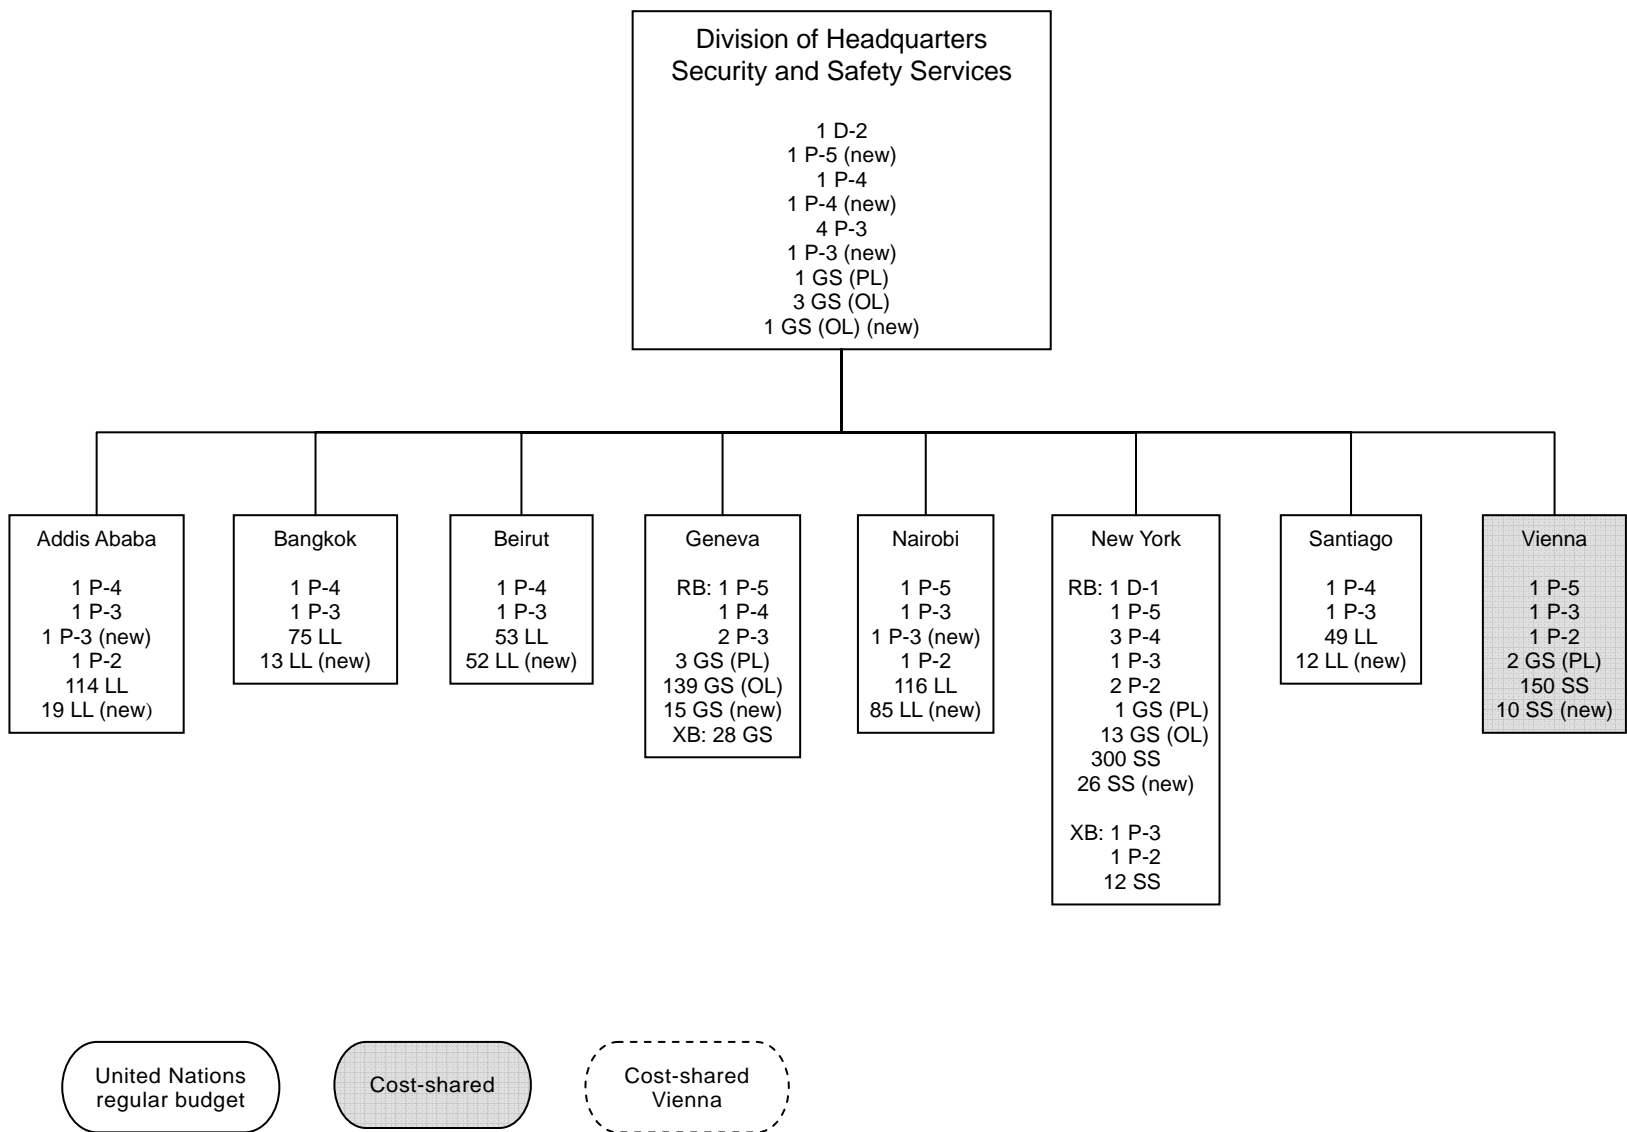 Division of Headquarters
Security and Safety Services
1 D-2
1 P-5 (new)
1 P-4
1 P-4 (new)
4 P-3
1 P-3 (new)
1 GS (PL)
3 GS (OL)
1 GS (OL) (new)
Addis Ababa
1 P-4
1 P-3
1 P-3 (new)
1 P-2
114 LL
19 LL (new)
Bangkok
1 P-4
1 P-3
75 LL
13 LL (new)
Beirut
1 P-4
1 P-3
53 LL
52 LL (new)
Geneva
RB: 1 P-5
1 P-4
2 P-3
3 GS (PL)
139 GS (OL)
15 GS (new)
XB: 28 GS
Nairobi
1 P-5
1 P-3
1 P-3 (new)
1 P-2
116 LL
85 LL (new)
New York
RB: 1 D-1
1 P-5
3 P-4
1 P-3
2 P-2
1 GS (PL)
13 GS (OL)
300 SS
26 SS (new)
XB: 1 P-3
1 P-2
12 SS
Santiago
1 P-4
1 P-3
49 LL
12 LL (new)
Vienna
1 P-5
1 P-3
1 P-2
2 GS (PL)
150 SS
10 SS (new)
United Nations
regular budget
Cost-shared
Cost-shared
Vienna